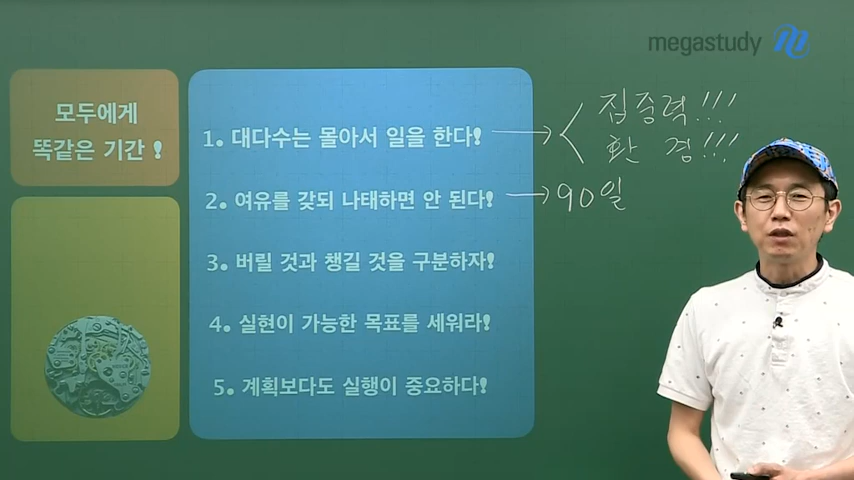 megastudy
모두에게
똑같은 기간 !
1. 대다수는 몰아서 일을 한다!
집중력!!!
환경!!!
2. 여유를 갖되 나태하면 안 된다!
90일
3. 버릴 것과 챙길 것을 구분하자!
4. 실현이 가능한 목표를 세워라!
5. 계획보다도 실행이 중요하다!